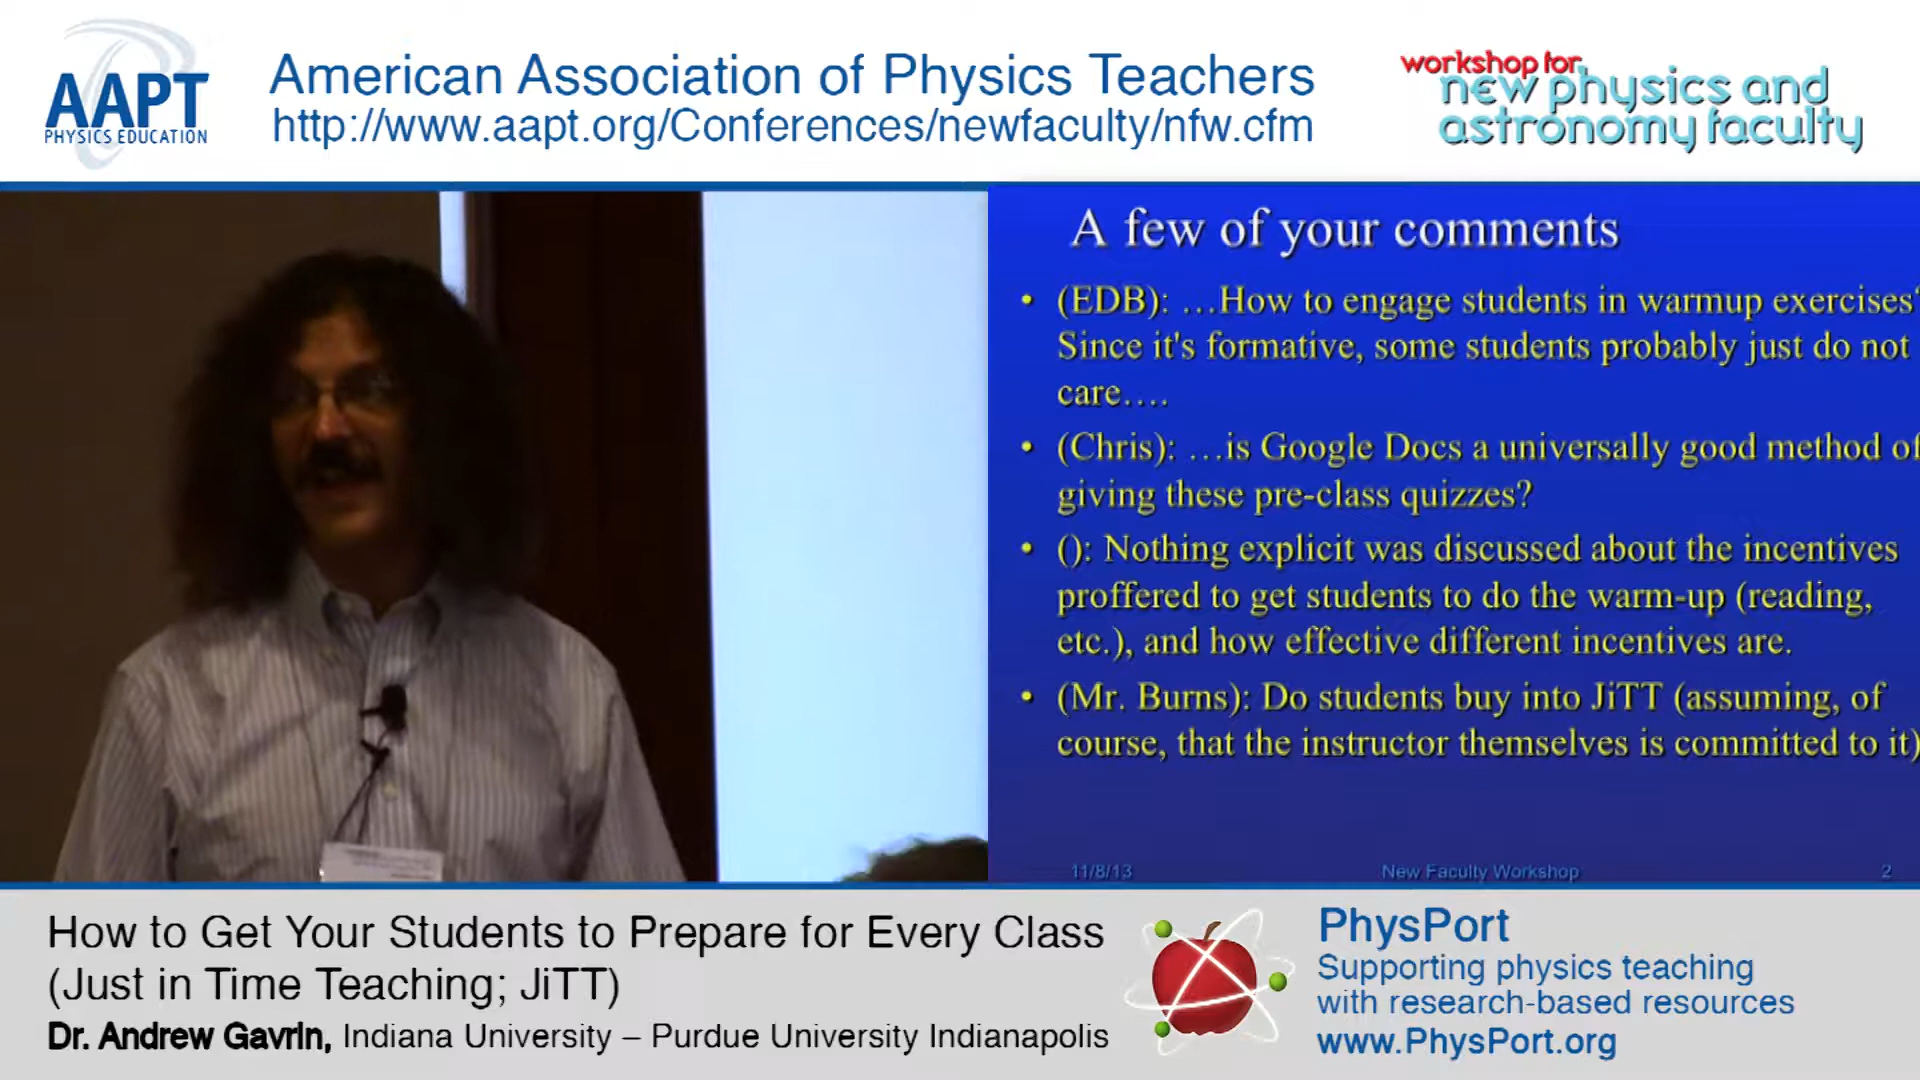 AAPT
PHYSICS EDUCATION
American Association of Physics Teachers
http://www.aapt.org/Conferences/newfaculty/nfw.cfm
workshop for
new physics and
astronomy faculty
A few of your comments
• (EDB): …How to engage students in warmup exercises?
Since it's formative, some students probably just do not
care….
• (Chris): …is Google Docs a universally good method of
giving these pre-class quizzes?
• (): Nothing explicit was discussed about the incentives
proffered to get students to do the warm-up (reading,
etc.), and how effective different incentives are.
• (Mr. Burns): Do students buy into JiTT (assuming, of
course, that the instructor themselves is committed to it)
11/8/13
New Faculty Workshop
2
How to Get Your Students to Prepare for Every Class
(Just in Time Teaching; JiTT)
Dr. Andrew Gavrin, Indiana University – Purdue University Indianapolis
PhysPort
Supporting physics teaching
with research-based resources
www.PhysPort.org